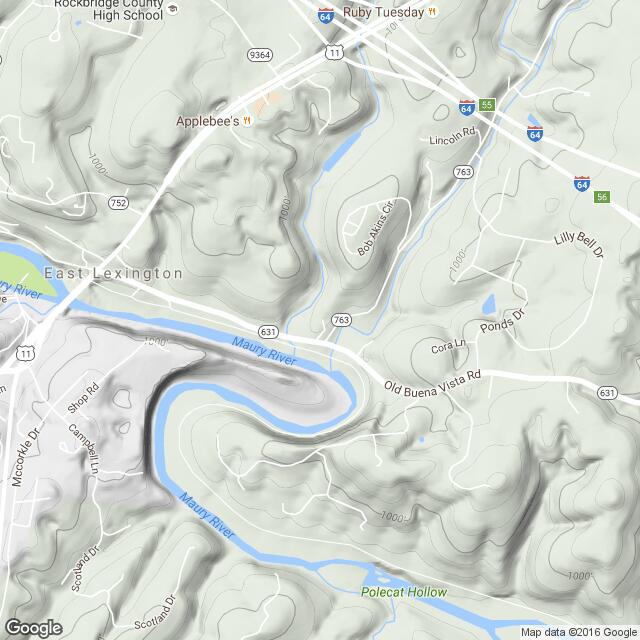 Rockbridge County
High School
Ruby Tuesday
64
11
9364
64
55
64
Applebee's
Lincoln Rd
763
64
56
1000'
752
1000'
Bob Akins Cir
Lilly Bell Dr
1000'
East Lexington
Maury River
763
Ponds Dr
631
1000'
Maury River
Cora Ln
11
Old Buena Vista Rd
631
Shop Rd
Mccorkle Dr
Campbell Ln
Maury River
1000'
Scotland Dr
Scotland Dr
Polecat Hollow
1000'
Google
Map data ©2016 Google